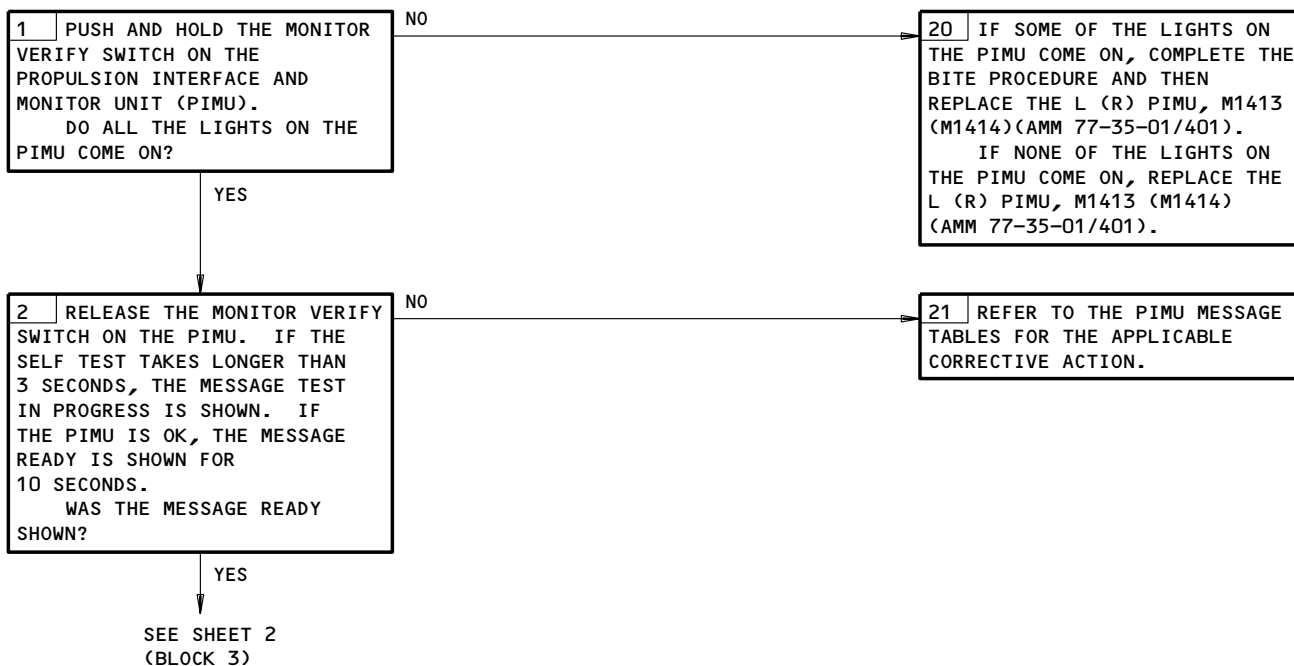 1 PUSH AND HOLD THE MONITOR
VERIFY SWITCH ON THE
PROPULSION INTERFACE AND
MONITOR UNIT (PIMU).
DO ALL THE LIGHTS ON THE
PIMU COME ON?
NO
20 IF SOME OF THE LIGHTS ON
THE PIMU COME ON, COMPLETE THE
BITE PROCEDURE AND THEN
REPLACE THE L (R) PIMU, M1413
(M1414)(AMM 77-35-01/401).
IF NONE OF THE LIGHTS ON
THE PIMU COME ON, REPLACE THE
L (R) PIMU, M1413 (M1414)
(AMM 77-35-01/401).
YES
2 RELEASE THE MONITOR VERIFY
SWITCH ON THE PIMU. IF THE
SELF TEST TAKES LONGER THAN
3 SECONDS, THE MESSAGE TEST
IN PROGRESS IS SHOWN. IF
THE PIMU IS OK, THE MESSAGE
READY IS SHOWN FOR
10 SECONDS.
WAS THE MESSAGE READY
SHOWN?
NO
21 REFER TO THE PIMU MESSAGE
TABLES FOR THE APPLICABLE
CORRECTIVE ACTION.
YES
SEE SHEET 2
(BLOCK 3)